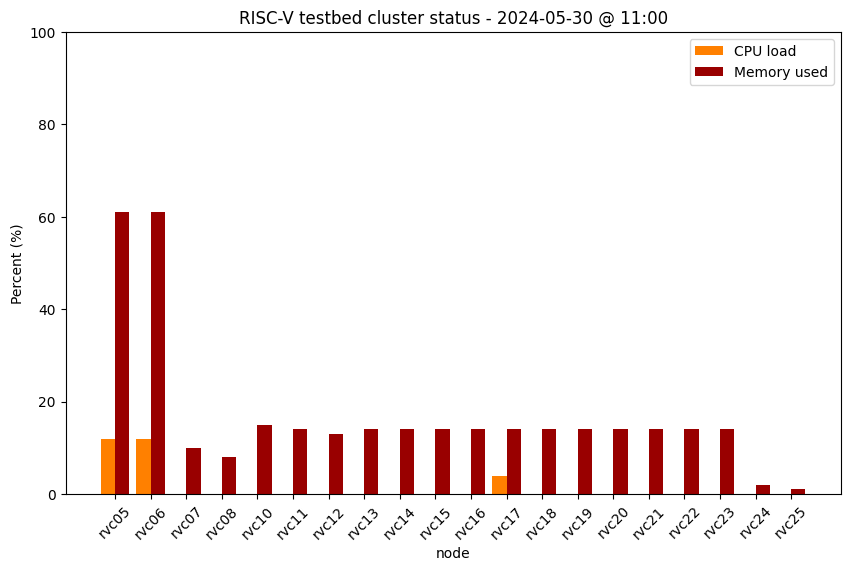 RISC-V testbed cluster status - 2024-05-30 @ 11:00
CPU load
Memory used
Percent (%)
100
80
60
40
20
0
rvc05
rvc06
rvc07
rvc08
rvc10
rvc11
rvc12
rvc13
rvc14
rvc15
rvc16
rvc17
rvc18
rvc19
rvc20
rvc21
rvc22
rvc23
rvc24
rvc25
node